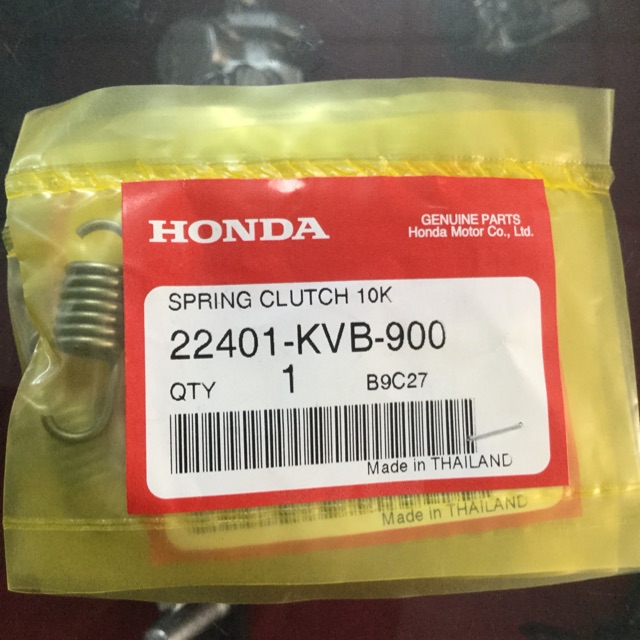 HONDA
GENUINE PARTS
Honda Motor Co., Ltd.
SPRING CLUTCH 10K
22401-KVB-900
QTY 1 B9C27
Made in THAILAND
Made in THAILAND